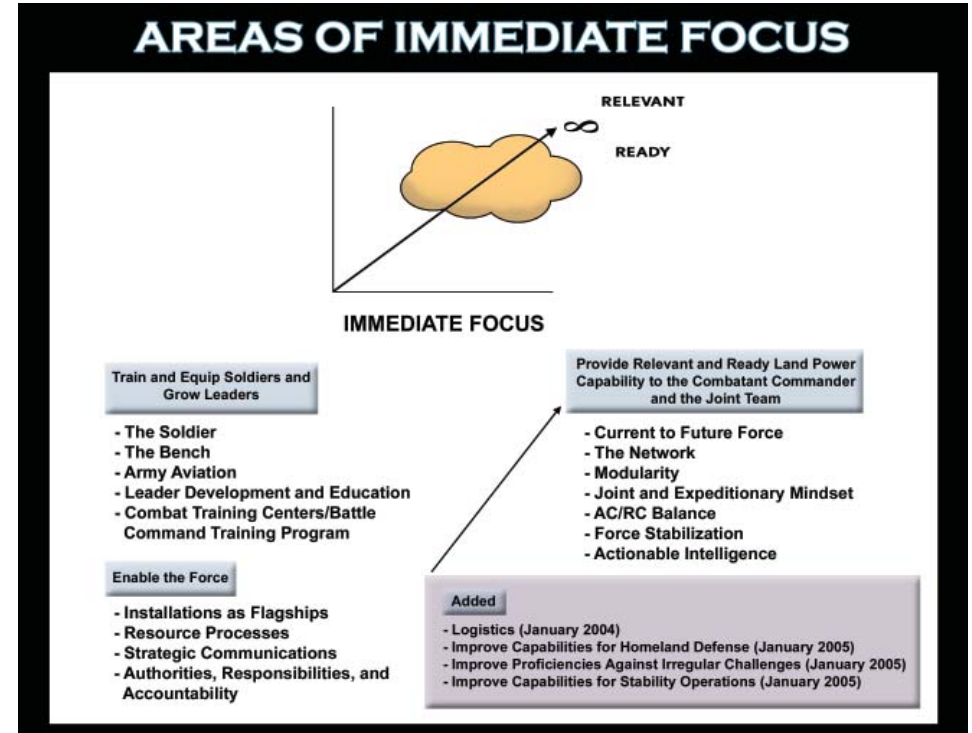 AREAS OF IMMEDIATE FOCUS
RELEVANT
∞
READY
IMMEDIATE FOCUS
Train and Equip Soldiers and
Grow Leaders
- The Soldier
- The Bench
- Army Aviation
- Leader Development and Education
- Combat Training Centers/Battle
Command Training Program
Enable the Force
- Installations as Flagships
- Resource Processes
- Strategic Communications
- Authorities, Responsibilities, and
Accountability
Provide Relevant and Ready Land Power
Capability to the Combatant Commander
and the Joint Team
- Current to Future Force
- The Network
- Modularity
- Joint and Expeditionary Mindset
- AC/RC Balance
- Force Stabilization
- Actionable Intelligence
Added
- Logistics (January 2004)
- Improve Capabilities for Homeland Defense (January 2005)
- Improve Proficiencies Against Irregular Challenges (January 2005)
- Improve Capabilities for Stability Operations (January 2005)